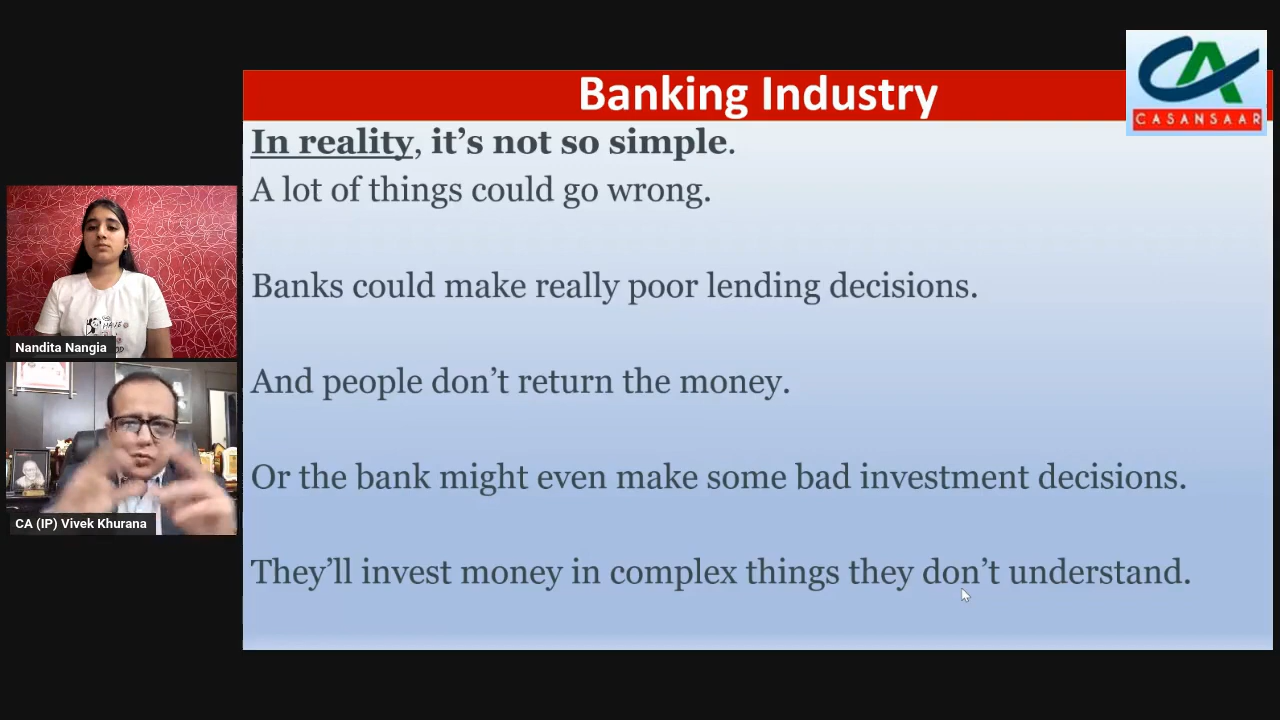 Banking Industry
CASANSAAR
In reality, it's not so simple.
A lot of things could go wrong.
Banks could make really poor lending decisions.
And people don't return the money.
Or the bank might even make some bad investment decisions.
They'll invest money in complex things they don't understand.
Nandita Nangia
CA (IP) Vivek Khurana